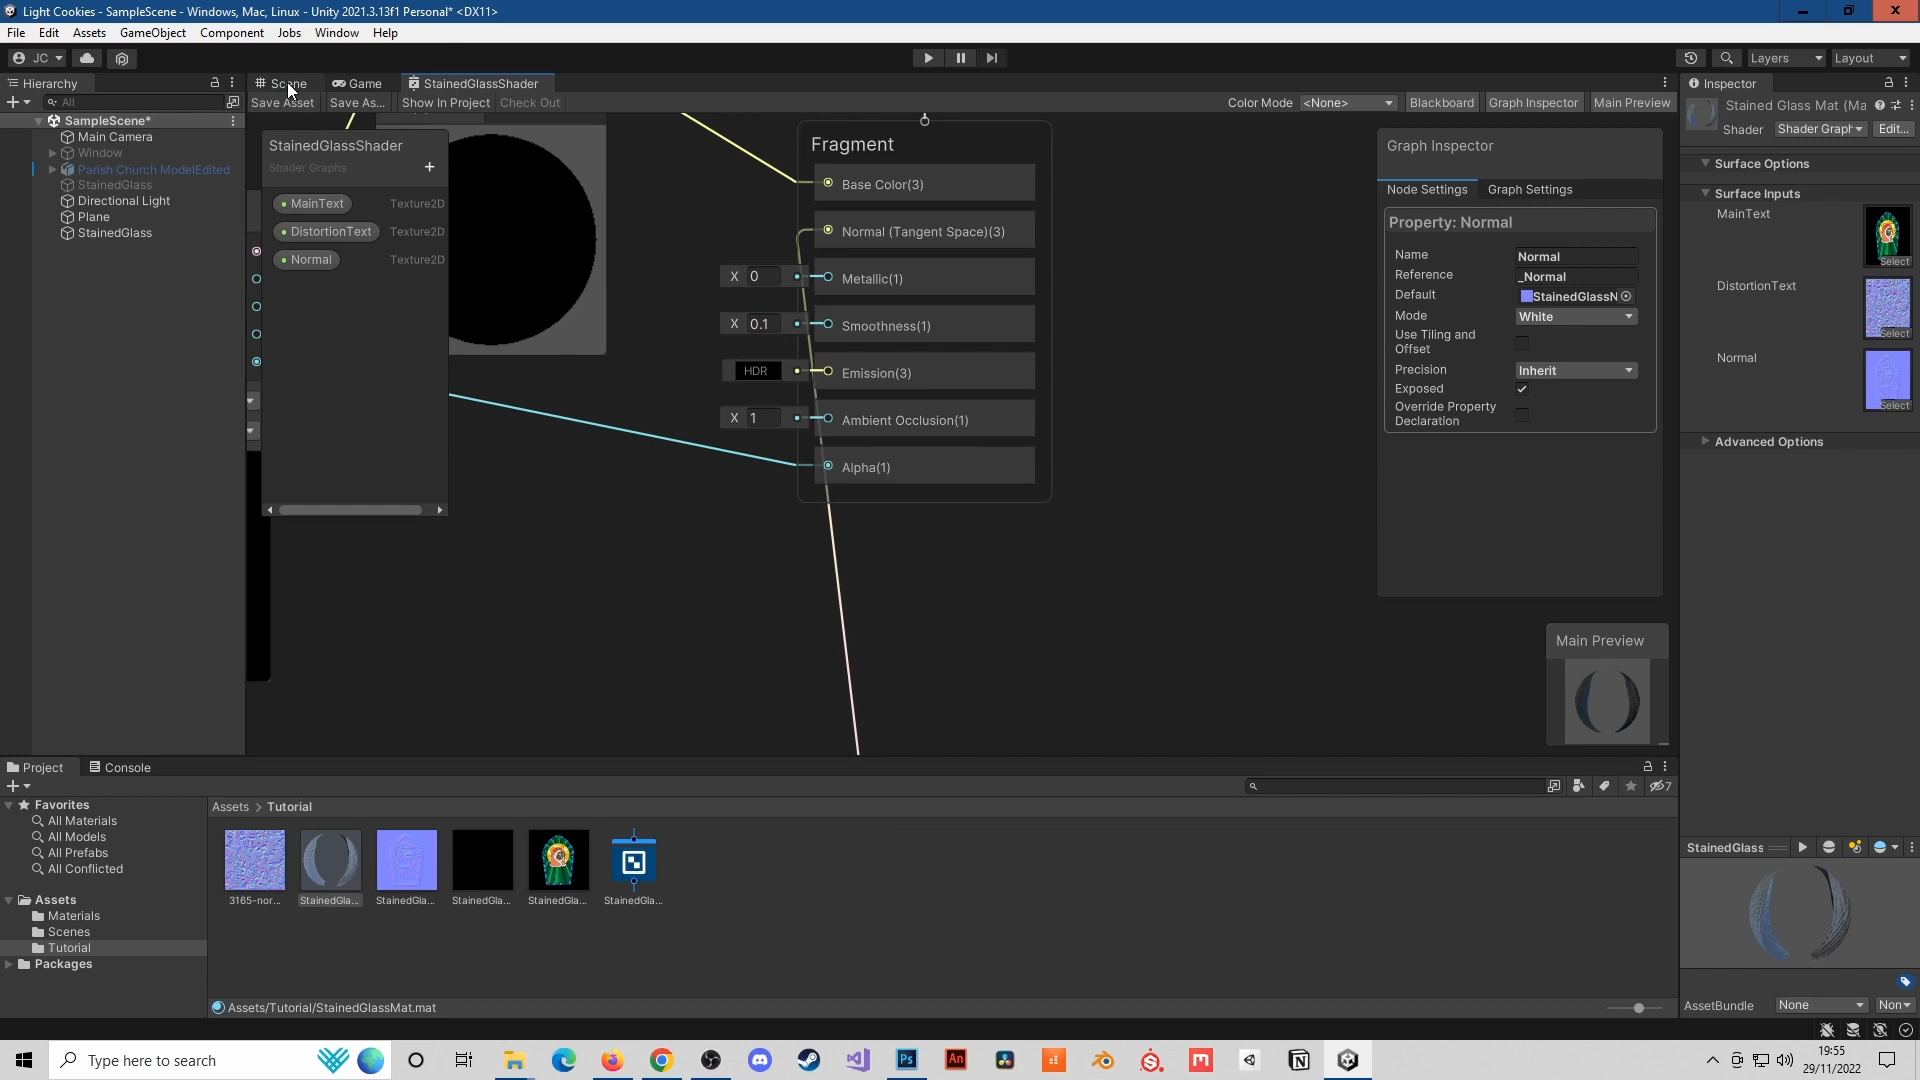 Light Cookies - SampleScene - Windows, Mac, Linux - Unity 2021.3.13f1 Personal* <DX11>
File Edit Assets GameObject Component Jobs Window Help
JC Layers Layout
Hierarchy Scene Game StainedGlassShader Inspector
All Save Asset Save As... Show In Project Check Out Color Mode <None> Blackboard Graph Inspector Main Preview
SampleScene*
Main Camera
Window
Parish Church ModelEdited
StainedGlass
Directional Light
Plane
StainedGlass
StainedGlassShader
Shader Graphs
MainText Texture2D
DistortionText Texture2D
Normal Texture2D
Fragment
Base Color(3)
Normal (Tangent Space)(3)
X 0 Metallic(1)
X 0.1 Smoothness(1)
HDR Emission(3)
X 1 Ambient Occlusion(1)
Alpha(1)
Graph Inspector
Node Settings Graph Settings
Property: Normal
Name Normal
Reference _Normal
Default StainedGlassN
Mode White
Use Tiling and
Offset
Precision Inherit
Exposed
Override Property
Declaration
Main Preview
Stained Glass Mat (Ma
Shader Shader Graph Edit...
Surface Options
Surface Inputs
MainText
Select
DistortionText
Select
Normal
Select
Advanced Options
Project Console
7
Favorites
All Materials
All Models
All Prefabs
All Conflicted
Assets
Materials
Scenes
Tutorial
Packages
Assets > Tutorial
3165-nor... StainedGla... StainedGla... StainedGla... StainedGla... StainedGla...
Assets/Tutorial/StainedGlassMat.mat
StainedGlass
AssetBundle None Non
Type here to search
Ps An
19:55
29/11/2022